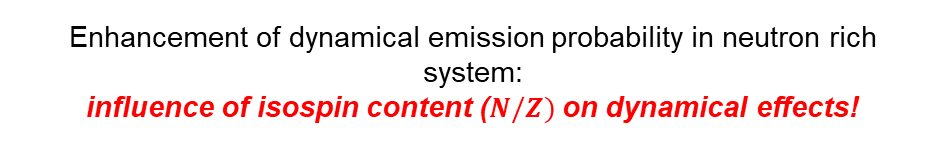 Enhancement of dynamical emission probability in neutron rich
system:
influence of isospin content (N/Z) on dynamical effects!